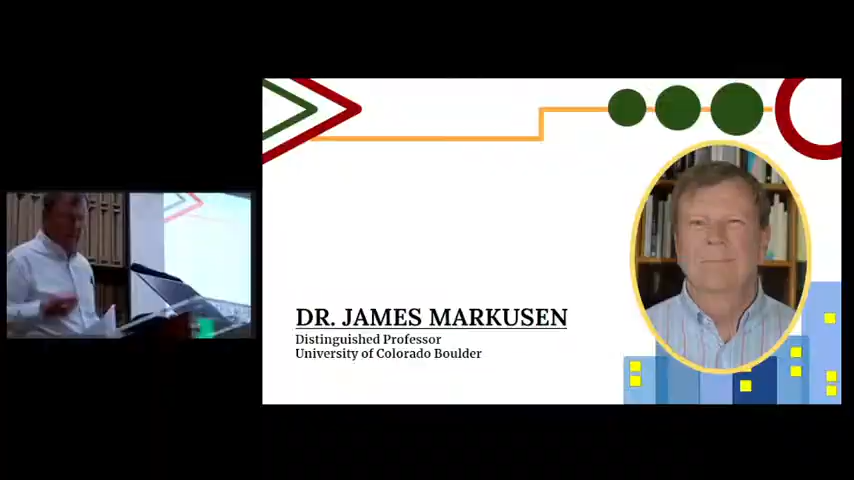 DR. JAMES MARKUSEN
Distinguished Professor
University of Colorado Boulder